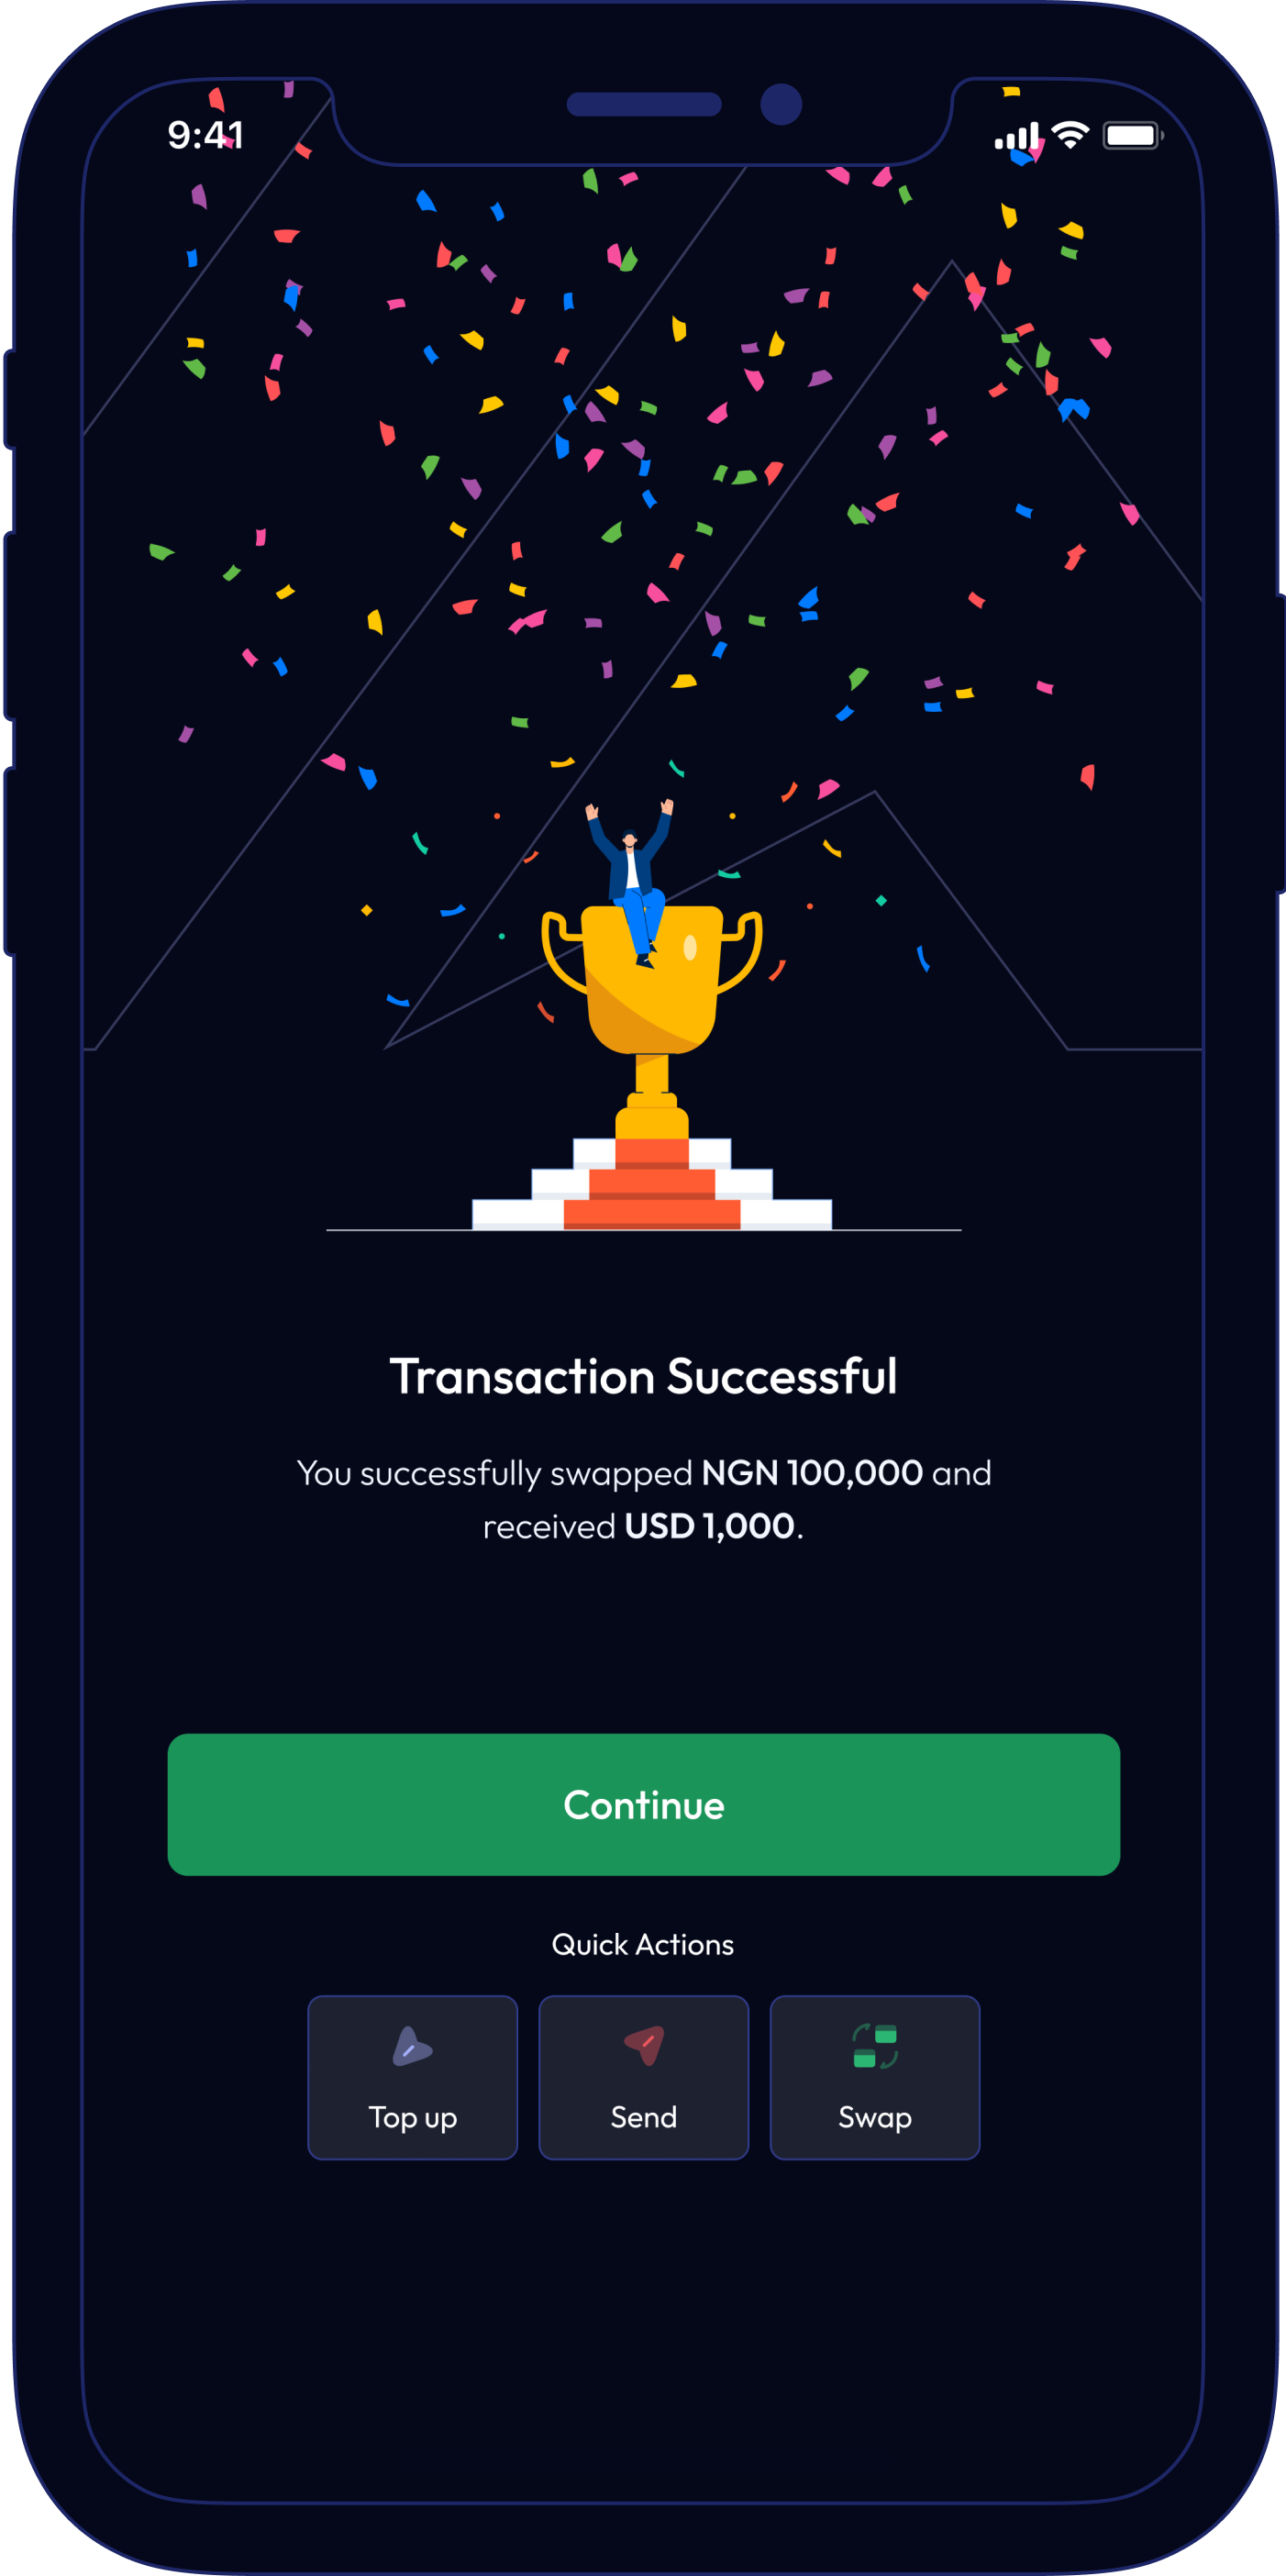 9:41
Transaction Successful
You successfully swapped NGN 100,000 and
received USD 1,000.
Continue
Quick Actions
Top up
Send
Swap